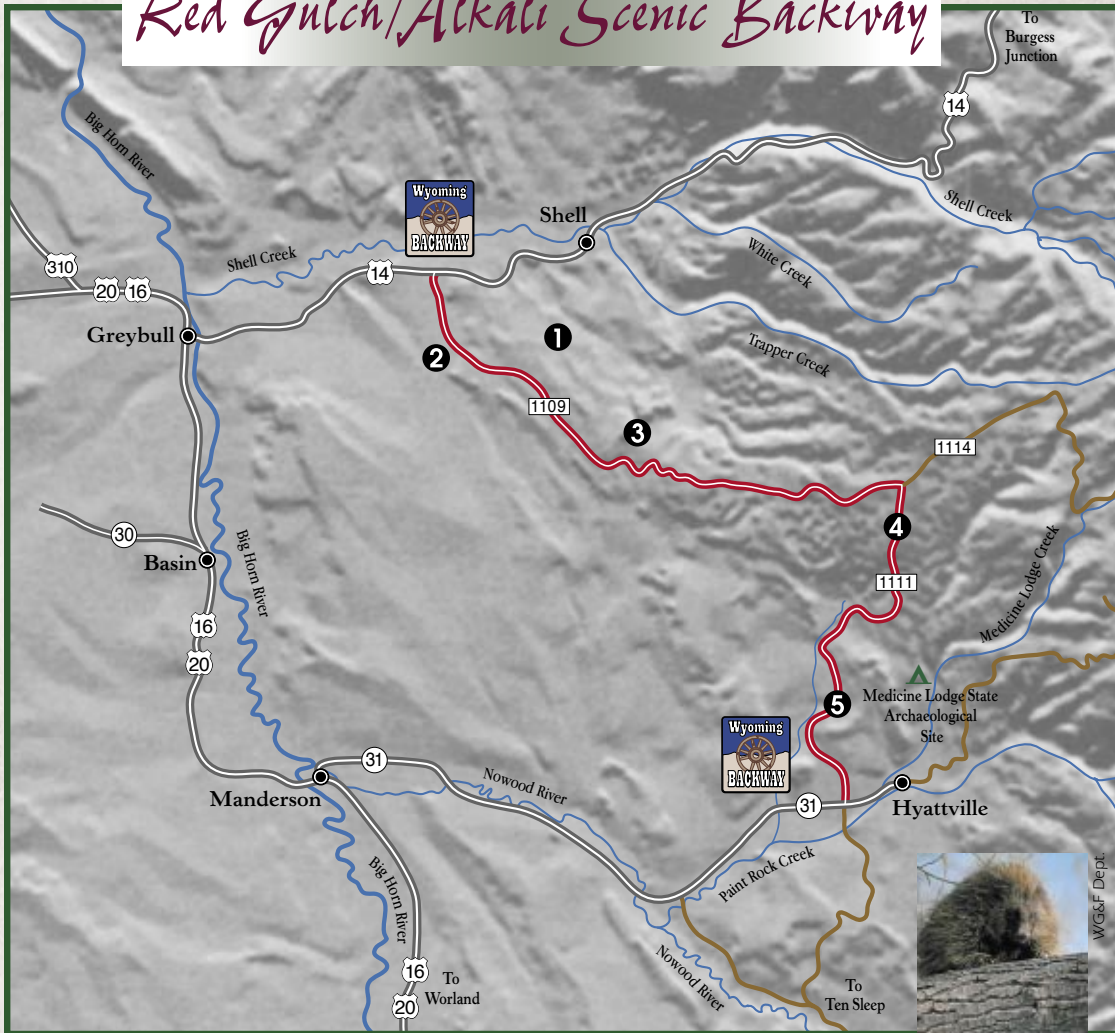 Red Gulch/Alkali Scenic Backway
To
Burgess
Junction
14
Big Horn River
Wyoming
BACKWAY
Shell
Shell Creek
Shell Creek
14
310
20 16
White Creek
Greybull
1
2
Trapper Creek
1109
3
1114
4
30
Basin
Big Horn River
1111
Medicine Lodge Creek
16
20
5
Medicine Lodge State
Archaeological
Site
Wyoming
BACKWAY
31
Nowood River
Manderson
31
Hyattville
Paint Rock Creek
Big Horn River
WG&F Dept.
Nowood River
16
20
To
Worland
To
Ten Sleep